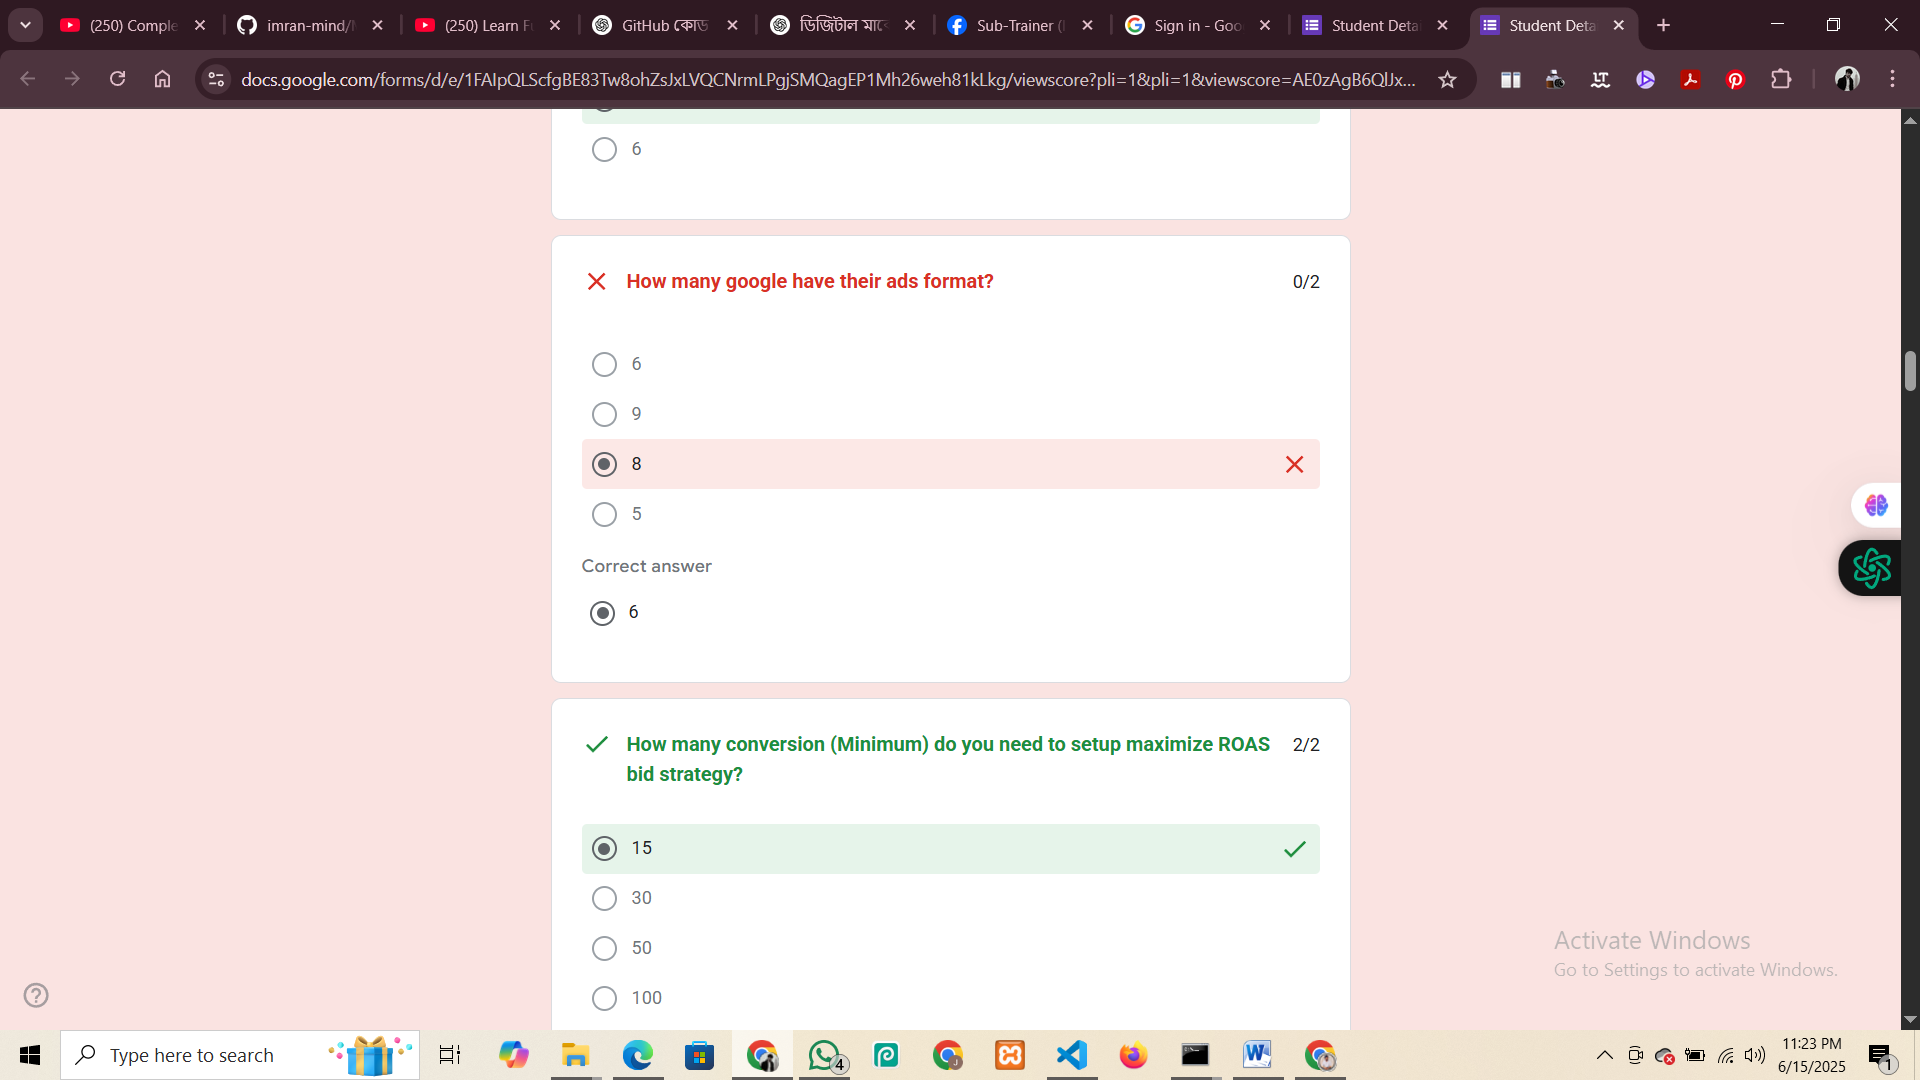 (250) Comple
imran-mind/
(250) Learn F
GitHub কোড
ডিজিটাল মাকে
Sub-Trainer (
Sign in - Goo
Student Deta
Student Deta
docs.google.com/forms/d/e/1FAIpQLScfgBE83Tw8ohZsJxLVQCNrmLPgjSMQagEP1Mh26weh81kLkg/viewscore?pli=1&pli=1&viewscore=AE0zAgB6QlJx...
6
How many google have their ads format?
0/2
6
9
8
5
Correct answer
6
How many conversion (Minimum) do you need to setup maximize ROAS
2/2
bid strategy?
15
30
50
100
Activate Windows
Go to Settings to activate Windows.
Type here to search
4
11:23 PM
6/15/2025
1